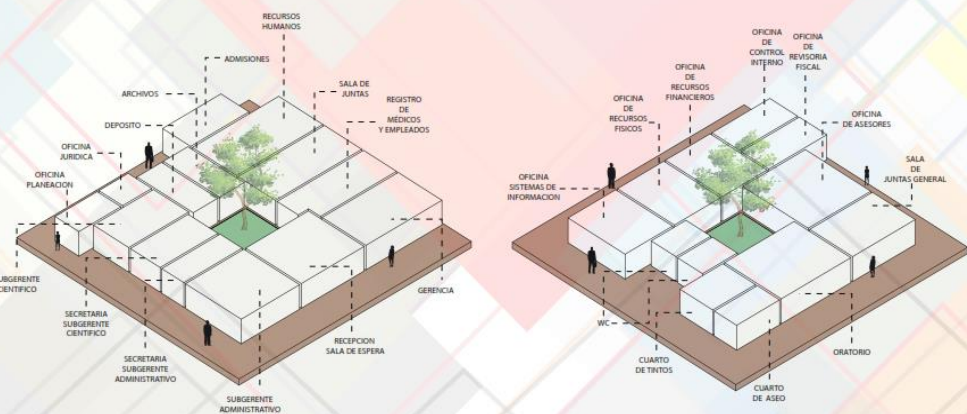 RECURSOS
HUMANOS
ADMISIONES
ARCHIVOS
SALA DE
JUNTAS
REGISTRO
DE
MÉDICOS
Y EMPLEADOS
DEPOSITO
OFICINA
JURIDICA
OFICINA
PLANEACION
SUBGERENTE
CIENTIFICO
SECRETARIA
SUBGERENTE
CIENTIFICO
SECRETARIA
SUBGERENTE
ADMINISTRATIVO
SUBGERENTE
ADMINISTRATIVO
RECEPCION
SALA DE ESPERA
GERENCIA
OFICINA
DE
CONTROL
INTERNO
OFICINA
DE
REVISORIA
FISCAL
OFICINA
DE
RECURSOS
FINANCIEROS
OFICINA
DE
RECURSOS
FISICOS
OFICINA
DE ASESORES
SALA
DE
JUNTAS GENERAL
OFICINA
SISTEMAS DE
INFORMACION
WC
CUARTO
DE TINTOS
CUARTO
DE ASEO
ORATORIO